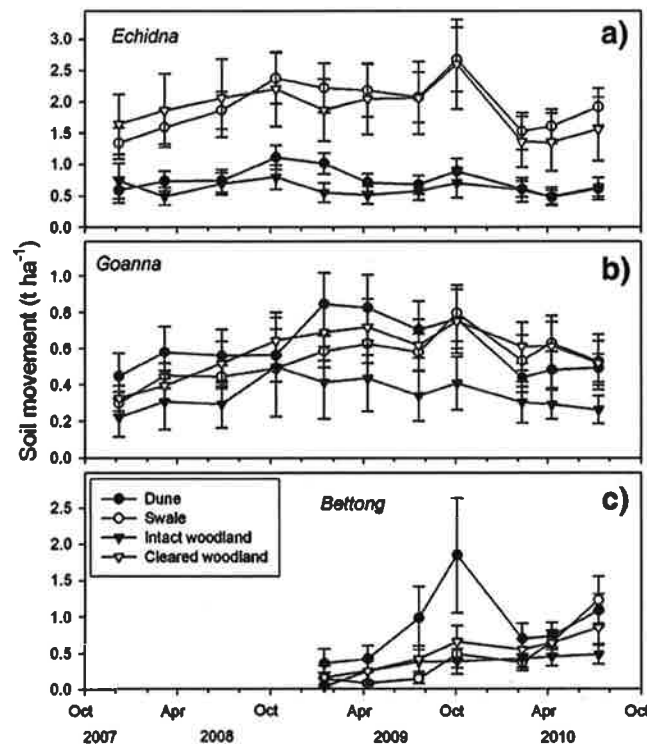 Echidna
a)
3.0
2.5
2.0
1.5
1.0
0.5
0.0
Goanna
b)
1.0
0.8
0.6
0.4
0.2
0.0
Soil movement (t ha⁻¹)
Bettong
c)
Dune
Swale
Intact woodland
Cleared woodland
2.5
2.0
1.5
1.0
0.5
0.0
Oct Apr Oct Apr Oct Apr Oct
2007 2008 2009 2010